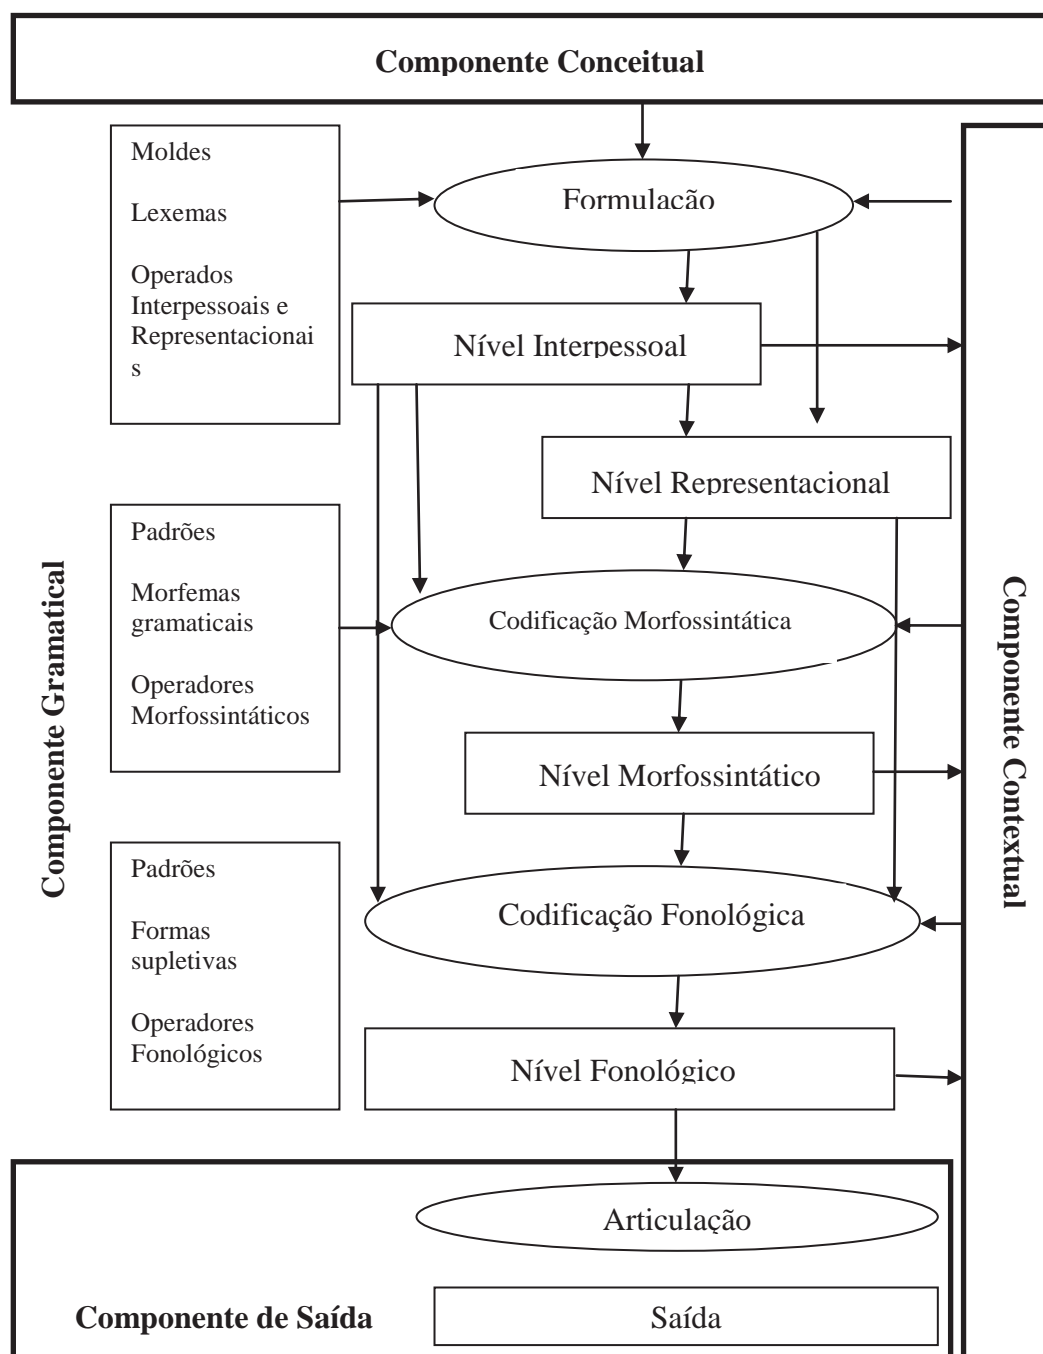 Componente Conceitual
Moldes
Lexemas
Operados
Interpessoais e
Representacionai
s
Formulação
Nível Interpessoal
Nível Representacional
Padrões
Morfemas
gramaticais
Operadores
Morfossintáticos
Codificação Morfossintática
Nível Morfossintático
Componente Gramatical
Componente Contextual
Padrões
Formas
supletivas
Operadores
Fonológicos
Codificação Fonológica
Nível Fonológico
Articulação
Componente de Saída
Saída